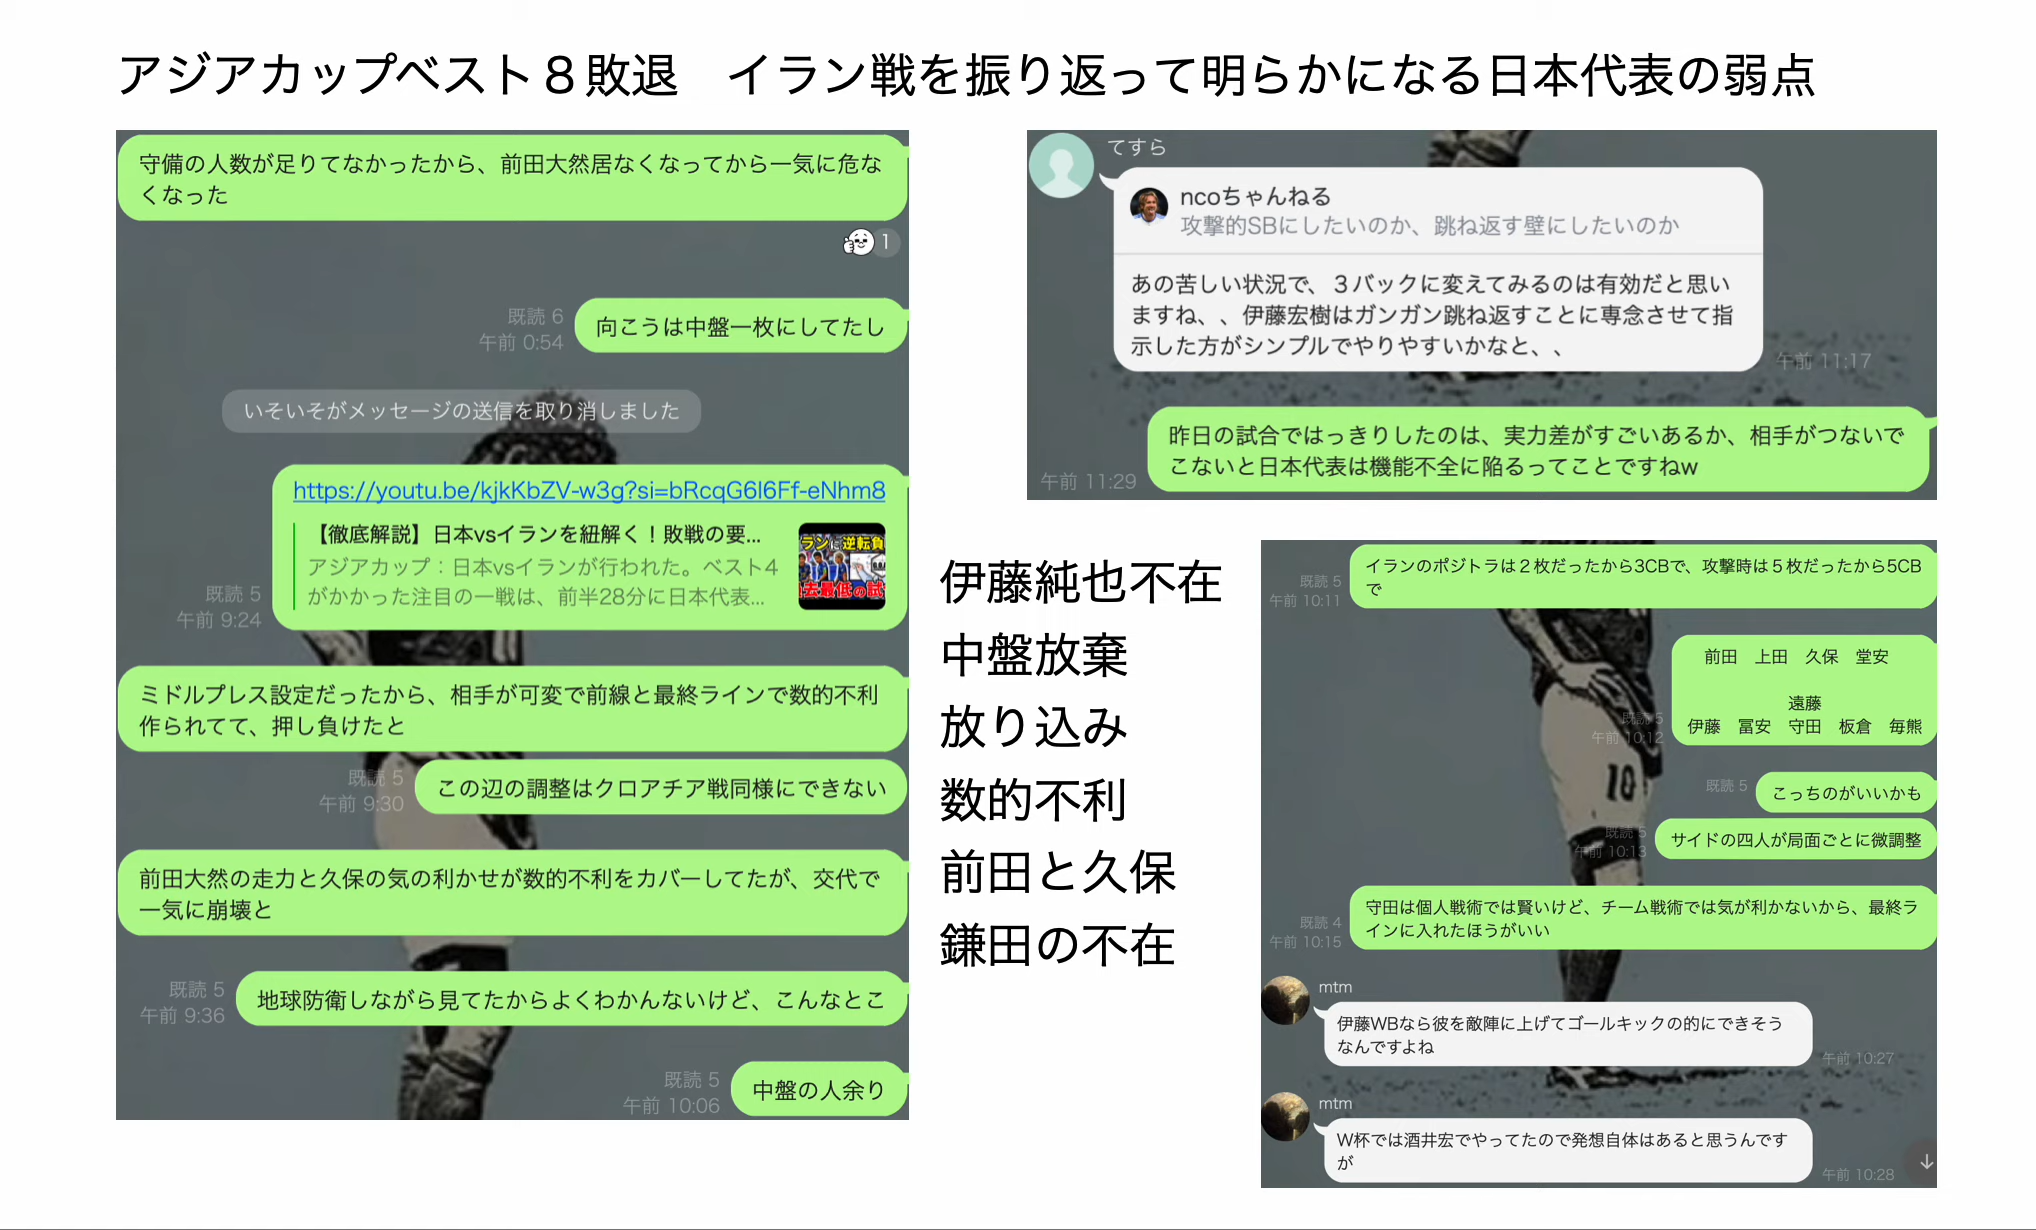 アジアカップベスト８敗退　イラン戦を振り返って明らかになる日本代表の弱点
守備の人数が足りてなかったから、前田大然居なくなってから一気に危な
くなった
1
既読 6
午前 0:54
向こうは中盤一枚にしてたし
いそいそがメッセージの送信を取り消しました
https://youtu.be/kjkKbZV-w3g?si=bRcqG6l6Ff-eNhm8
【徹底解説】日本vsイランを紐解く！敗戦の要...
アジアカップ：日本vsイランが行われた。ベスト4
がかかった注目の一戦は、前半28分に日本代表...
既読 5
午前 9:24
ミドルプレス設定だったから、相手が可変で前線と最終ラインで数的不利
作られてて、押し負けたと
既読 5
午前 9:30
この辺の調整はクロアチア戦同様にできない
前田大然の走力と久保の気の利かせが数的不利をカバーしてたが、交代で
一気に崩壊と
既読 5
午前 9:36
地球防衛しながら見てたからよくわかんないけど、こんなとこ
既読 5
午前 10:06
中盤の人余り
伊藤純也不在
中盤放棄
放り込み
数的不利
前田と久保
鎌田の不在
てすら
ncoちゃんねる
攻撃的SBにしたいのか、跳ね返す壁にしたいのか
あの苦しい状況で、３バックに変えてみるのは有効だと思い
ますね、、伊藤宏樹はガンガン跳ね返すことに専念させて指
示した方がシンプルでやりやすいかなと、、
午前 11:17
昨日の試合ではっきりしたのは、実力差がすごいあるか、相手がつないで
こないと日本代表は機能不全に陥るってことですねw
午前 11:29
イランのポジトラは２枚だったから3CBで、攻撃時は５枚だったから5CB
で
既読 5
午前 10:11
前田　上田　久保　堂安
遠藤
伊藤　冨安　守田　板倉　毎熊
既読 5
午前 10:12
既読 5
こっちのがいいかも
既読 5
午前 10:13
サイドの四人が局面ごとに微調整
守田は個人戦術では賢いけど、チーム戦術では気が利かないから、最終ラ
インに入れたほうがいい
既読 4
午前 10:15
mtm
伊藤WBなら彼を敵陣に上げてゴールキックの的にできそう
なんですよね
午前 10:27
mtm
W杯では酒井宏でやってたので発想自体はあると思うんです
が
午前 10:28